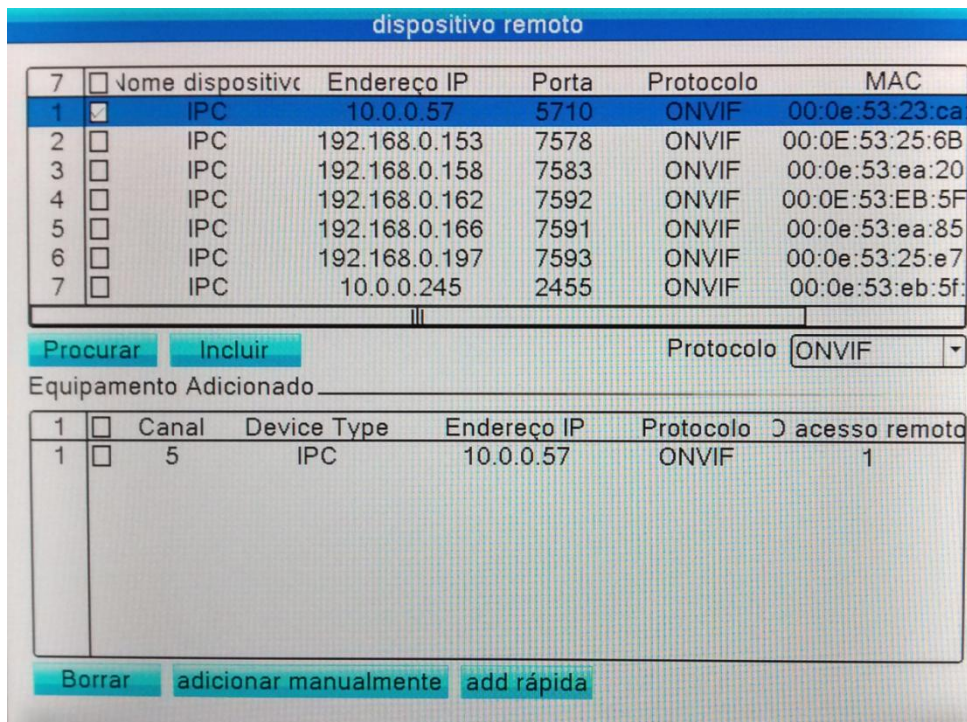 dispositivo remoto
7 Nome dispositivo Endereço IP Porta Protocolo MAC
1 IPC 10.0.0.57 5710 ONVIF 00:0e:53:23:ca
2 IPC 192.168.0.153 7578 ONVIF 00:0E:53:25:6B
3 IPC 192.168.0.158 7583 ONVIF 00:0e:53:ea:20
4 IPC 192.168.0.162 7592 ONVIF 00:0E:53:EB:5F
5 IPC 192.168.0.166 7591 ONVIF 00:0e:53:ea:85
6 IPC 192.168.0.197 7593 ONVIF 00:0e:53:25:e7
7 IPC 10.0.0.245 2455 ONVIF 00:0e:53:eb:5f:
Procurar Incluir Protocolo ONVIF
Equipamento Adicionado
1 Canal Device Type Endereço IP Protocolo acesso remoto
1 5 IPC 10.0.0.57 ONVIF 1
Borrar adicionar manualmente add rápida